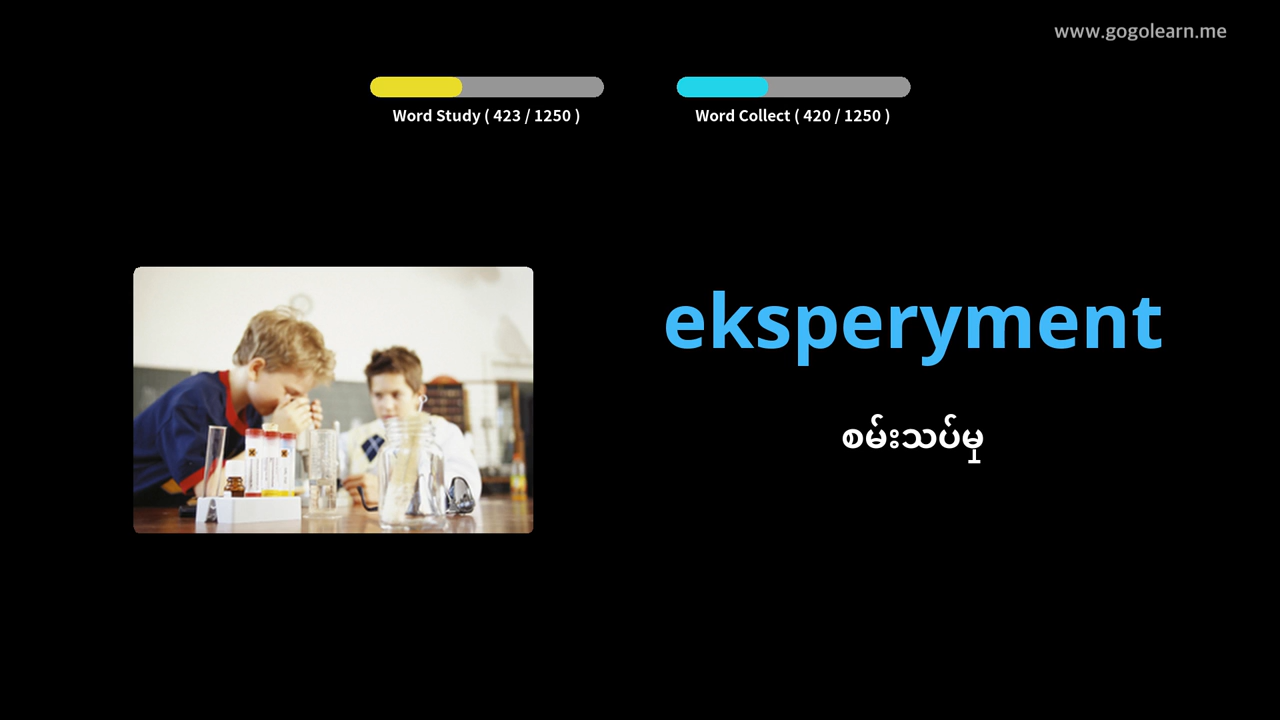 www.gogolearn.me
Word Study ( 423 / 1250 )
Word Collect ( 420 / 1250 )
eksperyment
စမ်းသပ်မှု